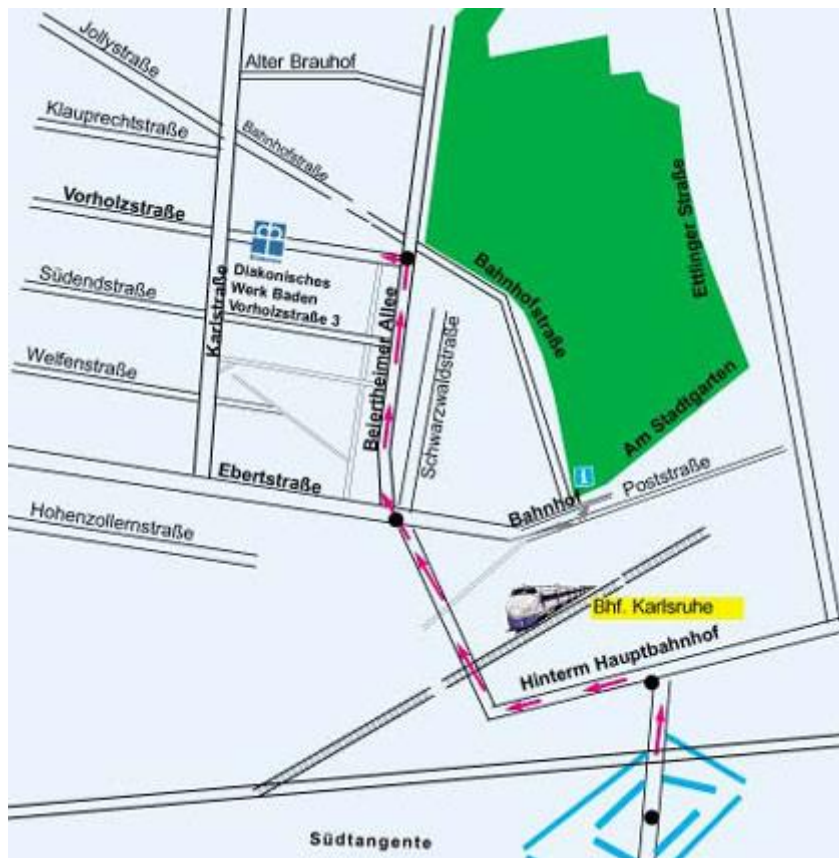 Jollystraße
Alter Brauhof
Klauprechtstraße
Bahnhofstraße
Vorholzstraße
Ettlinger Straße
Diakonisches
Werk Baden
Vorholzstraße 3
Südendstraße
Karlstraße
Beiertheimer Allee
Bahnhofstraße
Schwarzwaldstraße
Welfenstraße
Am Stadtgarten
Ebertstraße
i
Poststraße
Bahnhof
Hohenzollernstraße
Bhf. Karlsruhe
Hinterm Hauptbahnhof
Südtangente